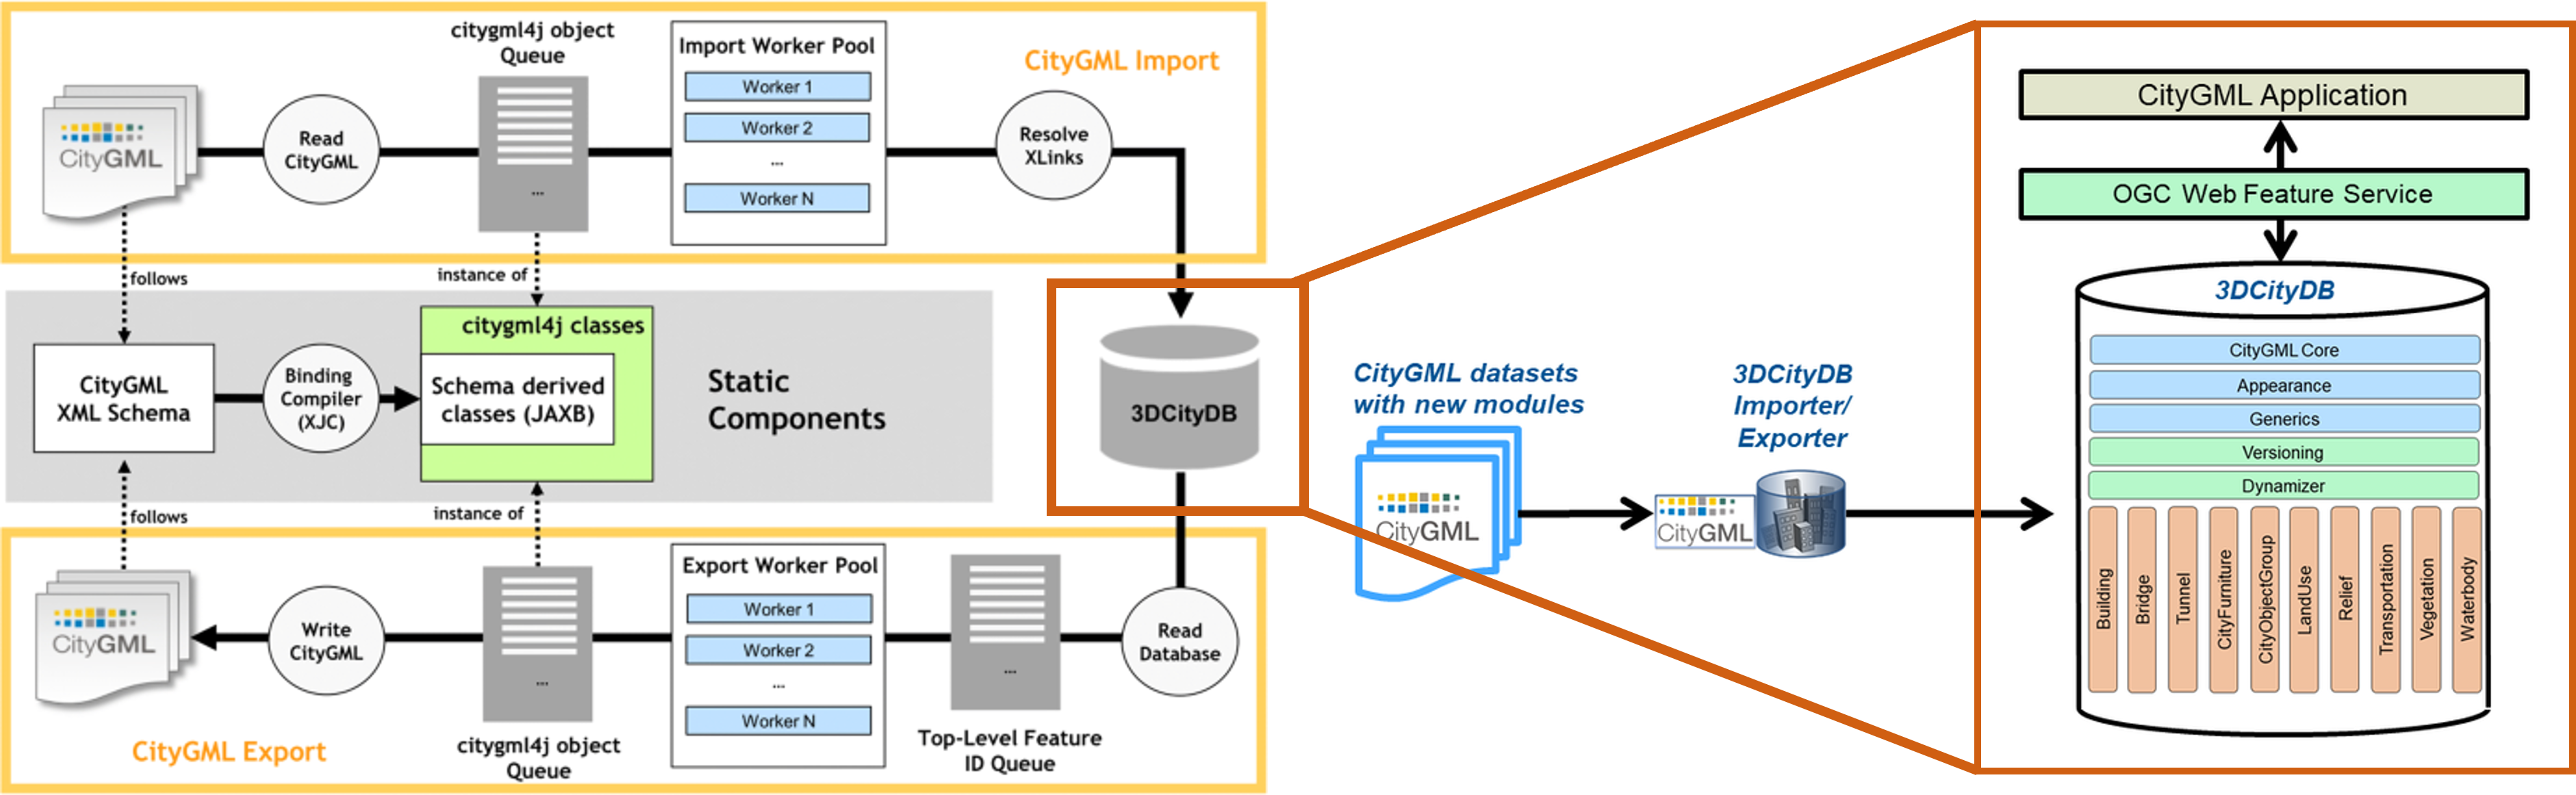 citygml4j object
Queue
Import Worker Pool
Worker 1
Worker 2
...
Worker N
CityGML Import
CityGML
Read
CityGML
...
Resolve
XLinks
follows
instance of
CityGML
XML Schema
Binding
Compiler
(XJC)
citygml4j classes
Schema derived
classes (JAXB)
Static
Components
3DCityDB
follows
instance of
CityGML
Write
CityGML
...
citygml4j object
Queue
Export Worker Pool
Worker 1
Worker 2
...
Worker N
...
Top-Level Feature
ID Queue
Read
Database
CityGML Export
CityGML datasets
with new modules
CityGML
3DCityDB
Importer/
Exporter
CityGML
CityGML Application
OGC Web Feature Service
3DCityDB
CityGML Core
Appearance
Generics
Versioning
Dynamizer
Building
Bridge
Tunnel
CityFurniture
CityObjectGroup
LandUse
Relief
Transportation
Vegetation
Waterbody